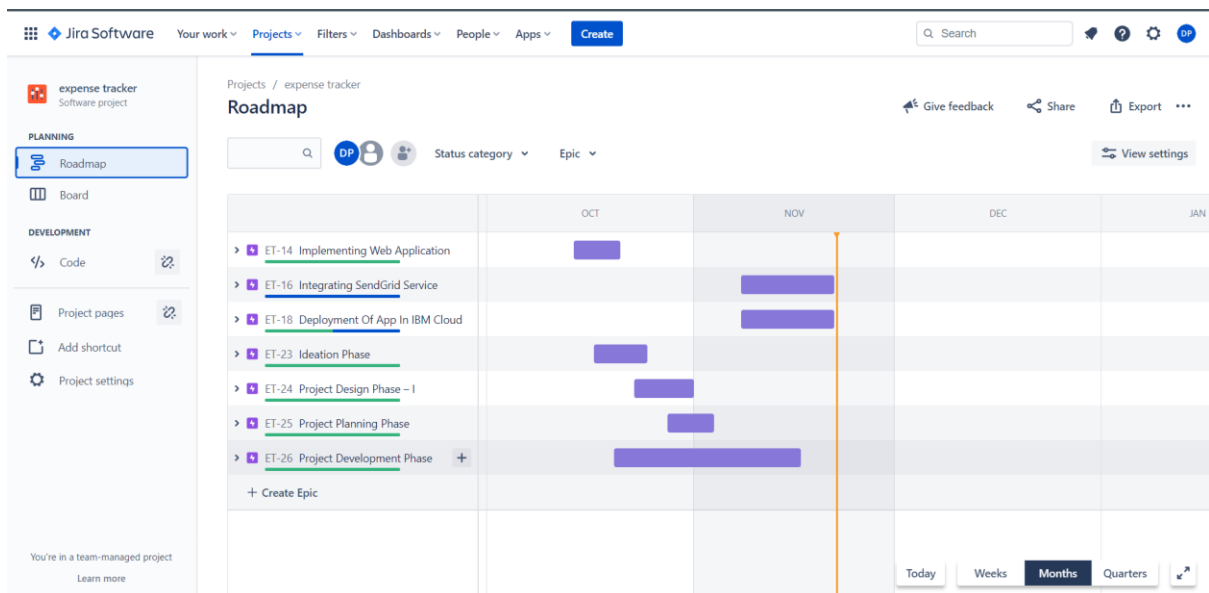 Jira Software Your work Projects Filters Dashboards People Apps Create Search DP
expense tracker
Software project
PLANNING
Roadmap
Board
DEVELOPMENT
Code
Project pages
Add shortcut
Project settings
You're in a team-managed project
Learn more
Projects / expense tracker
Roadmap
Give feedback Share Export
DP Status category Epic View settings
OCT NOV DEC JAN
ET-14 Implementing Web Application
ET-16 Integrating SendGrid Service
ET-18 Deployment Of App In IBM Cloud
ET-23 Ideation Phase
ET-24 Project Design Phase – I
ET-25 Project Planning Phase
ET-26 Project Development Phase +
+ Create Epic
Today Weeks Months Quarters